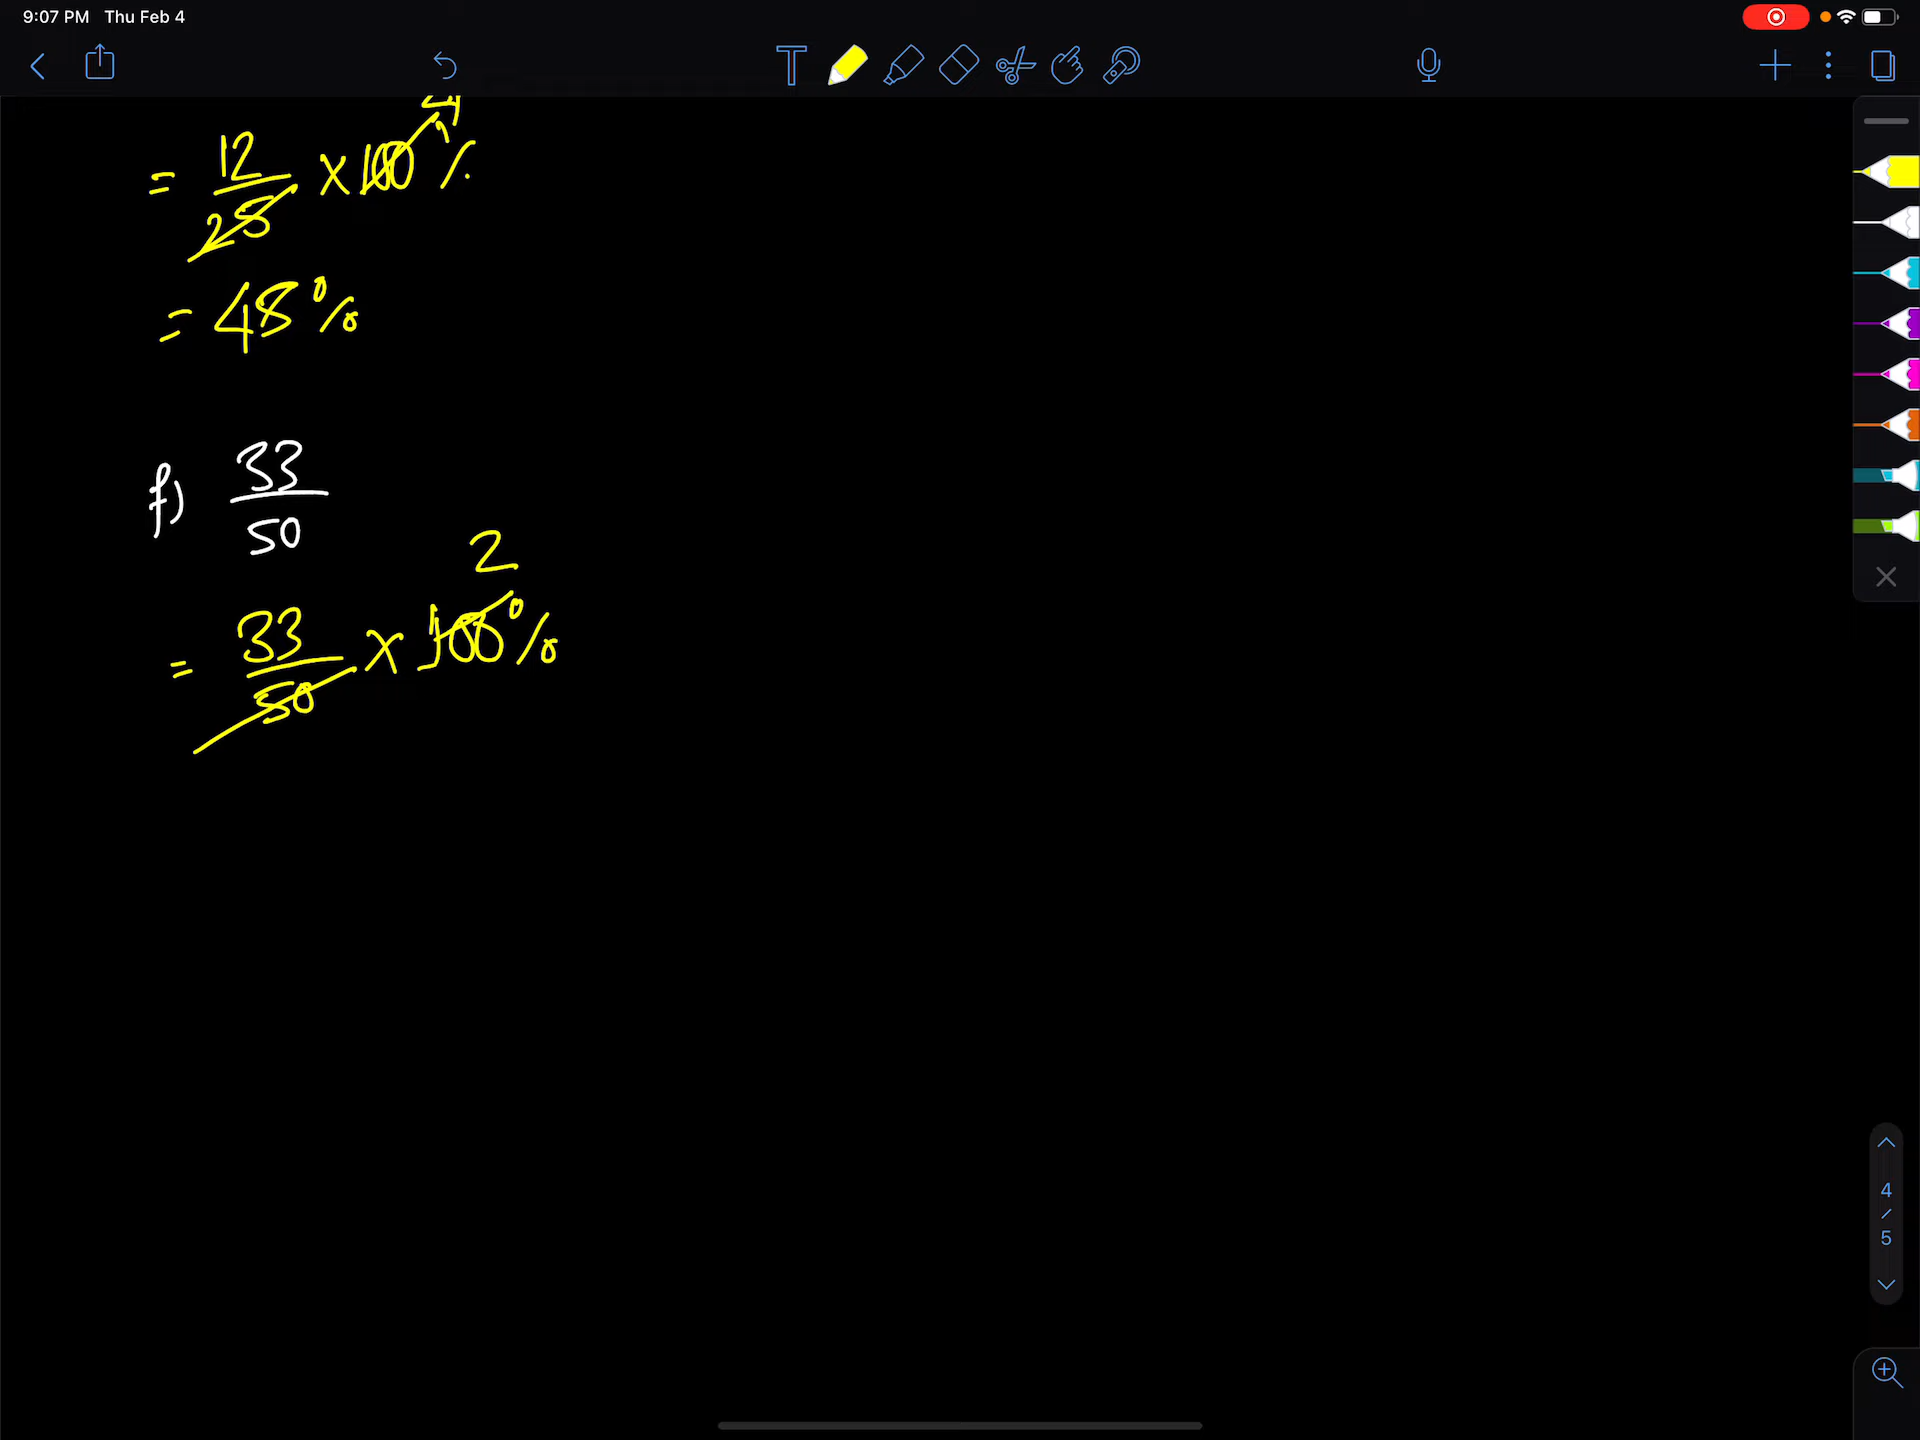 9:07 PM Thu Feb 4
4
= 12/25 × 100%
= 48%
f) 33/50
2
= 33/50 × 100%
4
/
5